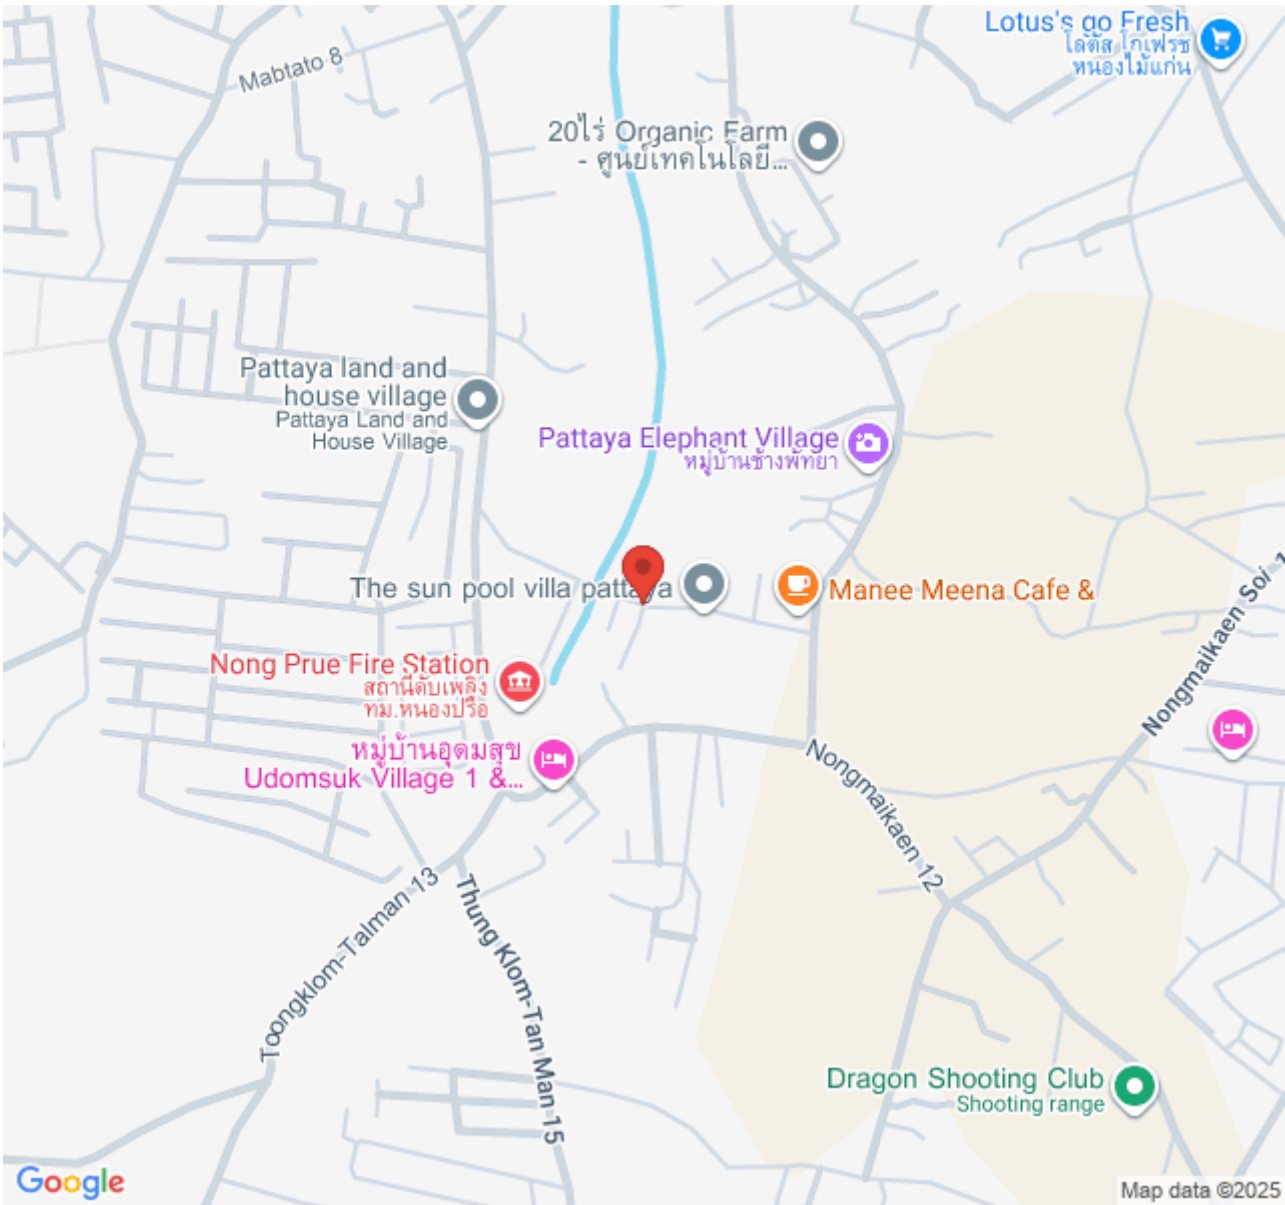 Lotus's go Fresh
โลตัส โกเฟรช
หนองไม้แก่น
Mabtato 8
20ไร่ Organic Farm
- ศูนย์เทคโนโลยี...
Pattaya land and
house village
Pattaya Land and
House Village
Pattaya Elephant Village
หมู่บ้านช้างพัทยา
The sun pool villa pattaya
Manee Meena Cafe &
Nongmaikaen Soi 1
Nong Prue Fire Station
สถานีดับเพลิง
ทม.หนองปรือ
หมู่บ้านอุดมสุข
Udomsuk Village 1 &...
Nongmaikaen 12
Toongklom-Talman 13
Thung Klom-Tan Man 15
Dragon Shooting Club
Shooting range
Google
Map data ©2025